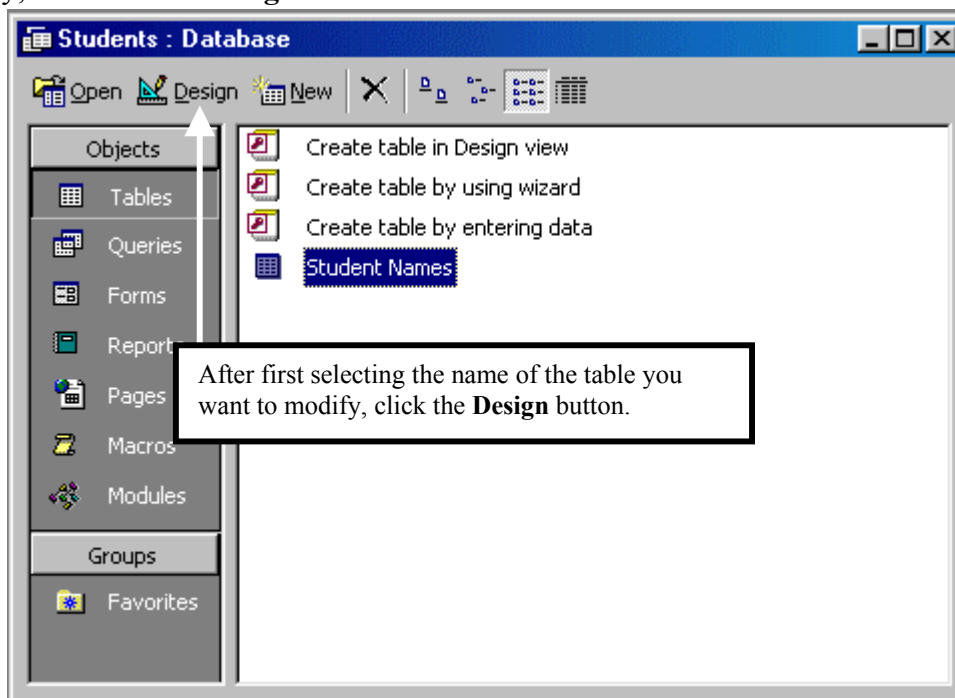 Students : Database
Open Design New
Objects
Tables
Queries
Forms
Report
Pages
Macros
Modules
Groups
Favorites
Create table in Design view
Create table by using wizard
Create table by entering data
Student Names
After first selecting the name of the table you
want to modify, click the Design button.